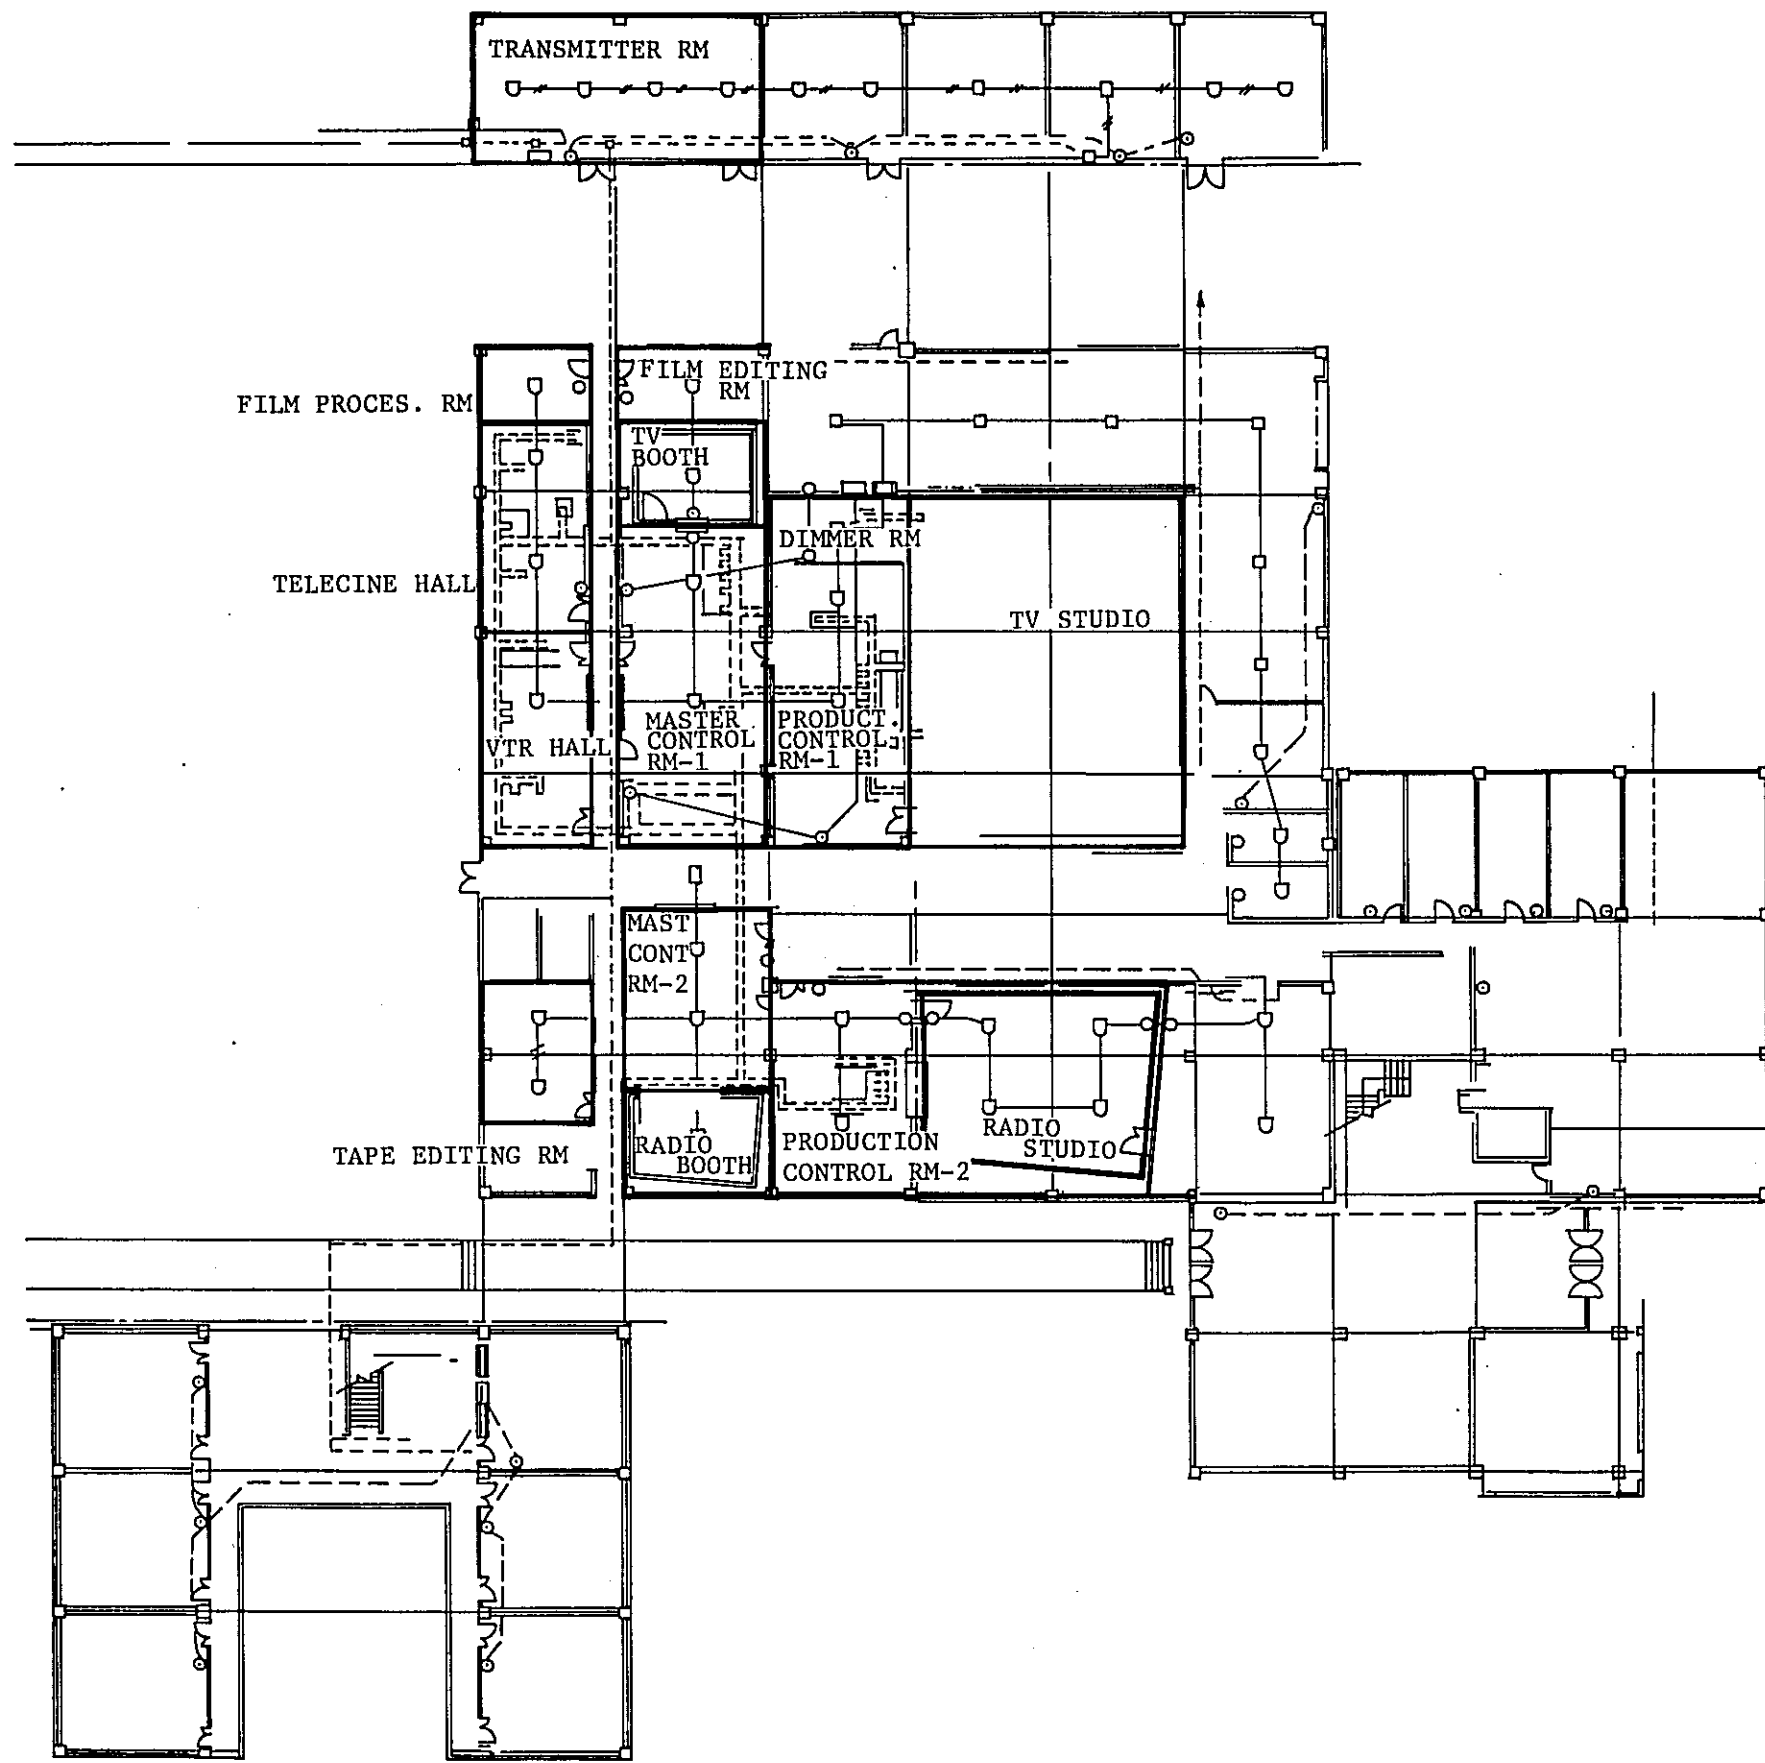 TRANSMITTER RM
FILM EDITING
RM
FILM PROCES. RM
TV
BOOTH
DIMMER RM
TELECINE HALL
TV STUDIO
MASTER
CONTROL
RM-1
PRODUCT.
CONTROL
RM-1
VTR HALL
MAST
CONT
RM-2
RADIO
BOOTH
PRODUCTION
CONTROL RM-2
RADIO
STUDIO
TAPE EDITING RM